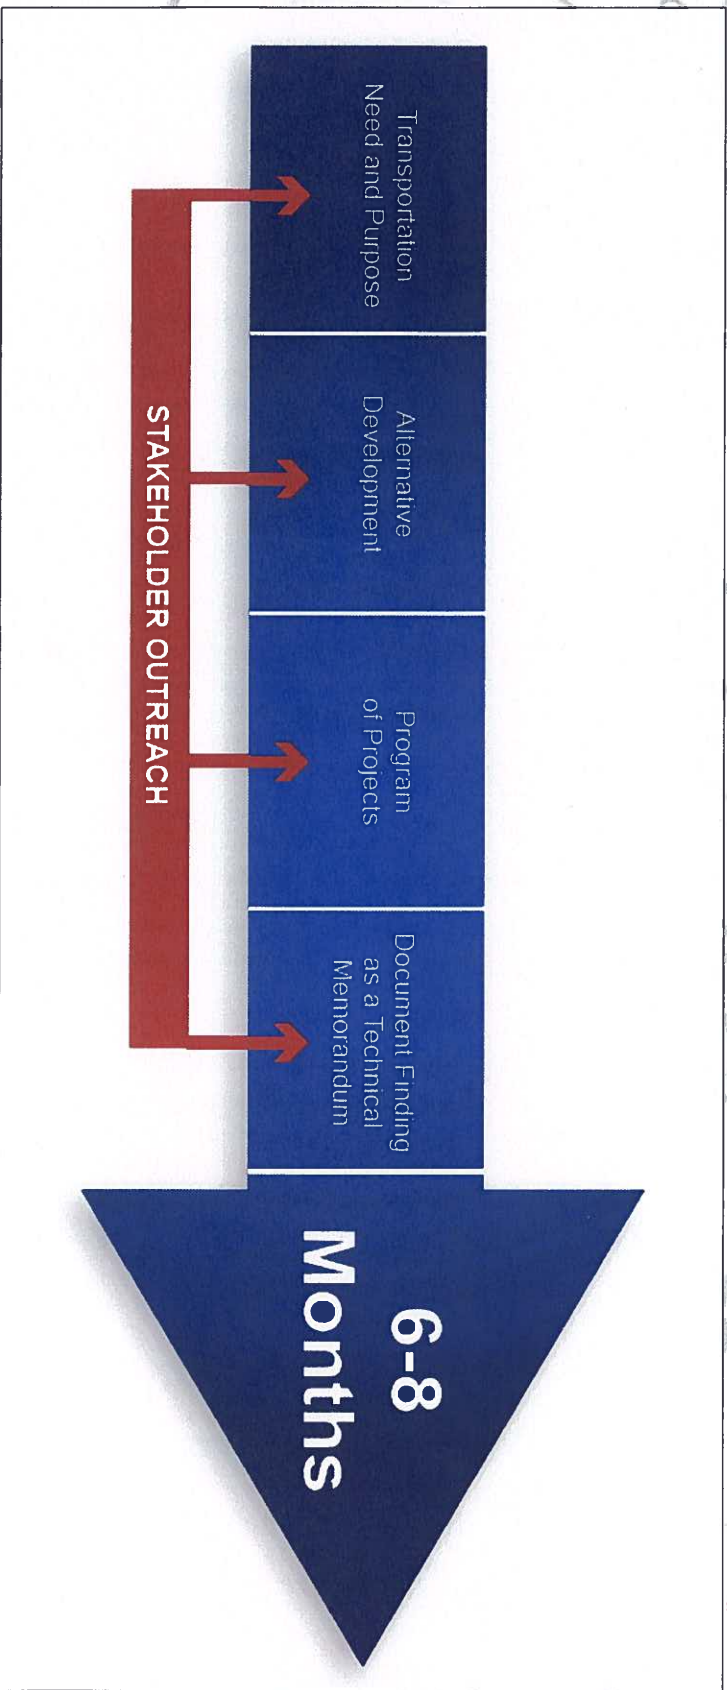 Transportation
Need and Purpose
Alternative
Development
Program
of Projects
Document Finding
as a Technical
Memorandum
6-8
Months
STAKEHOLDER OUTREACH